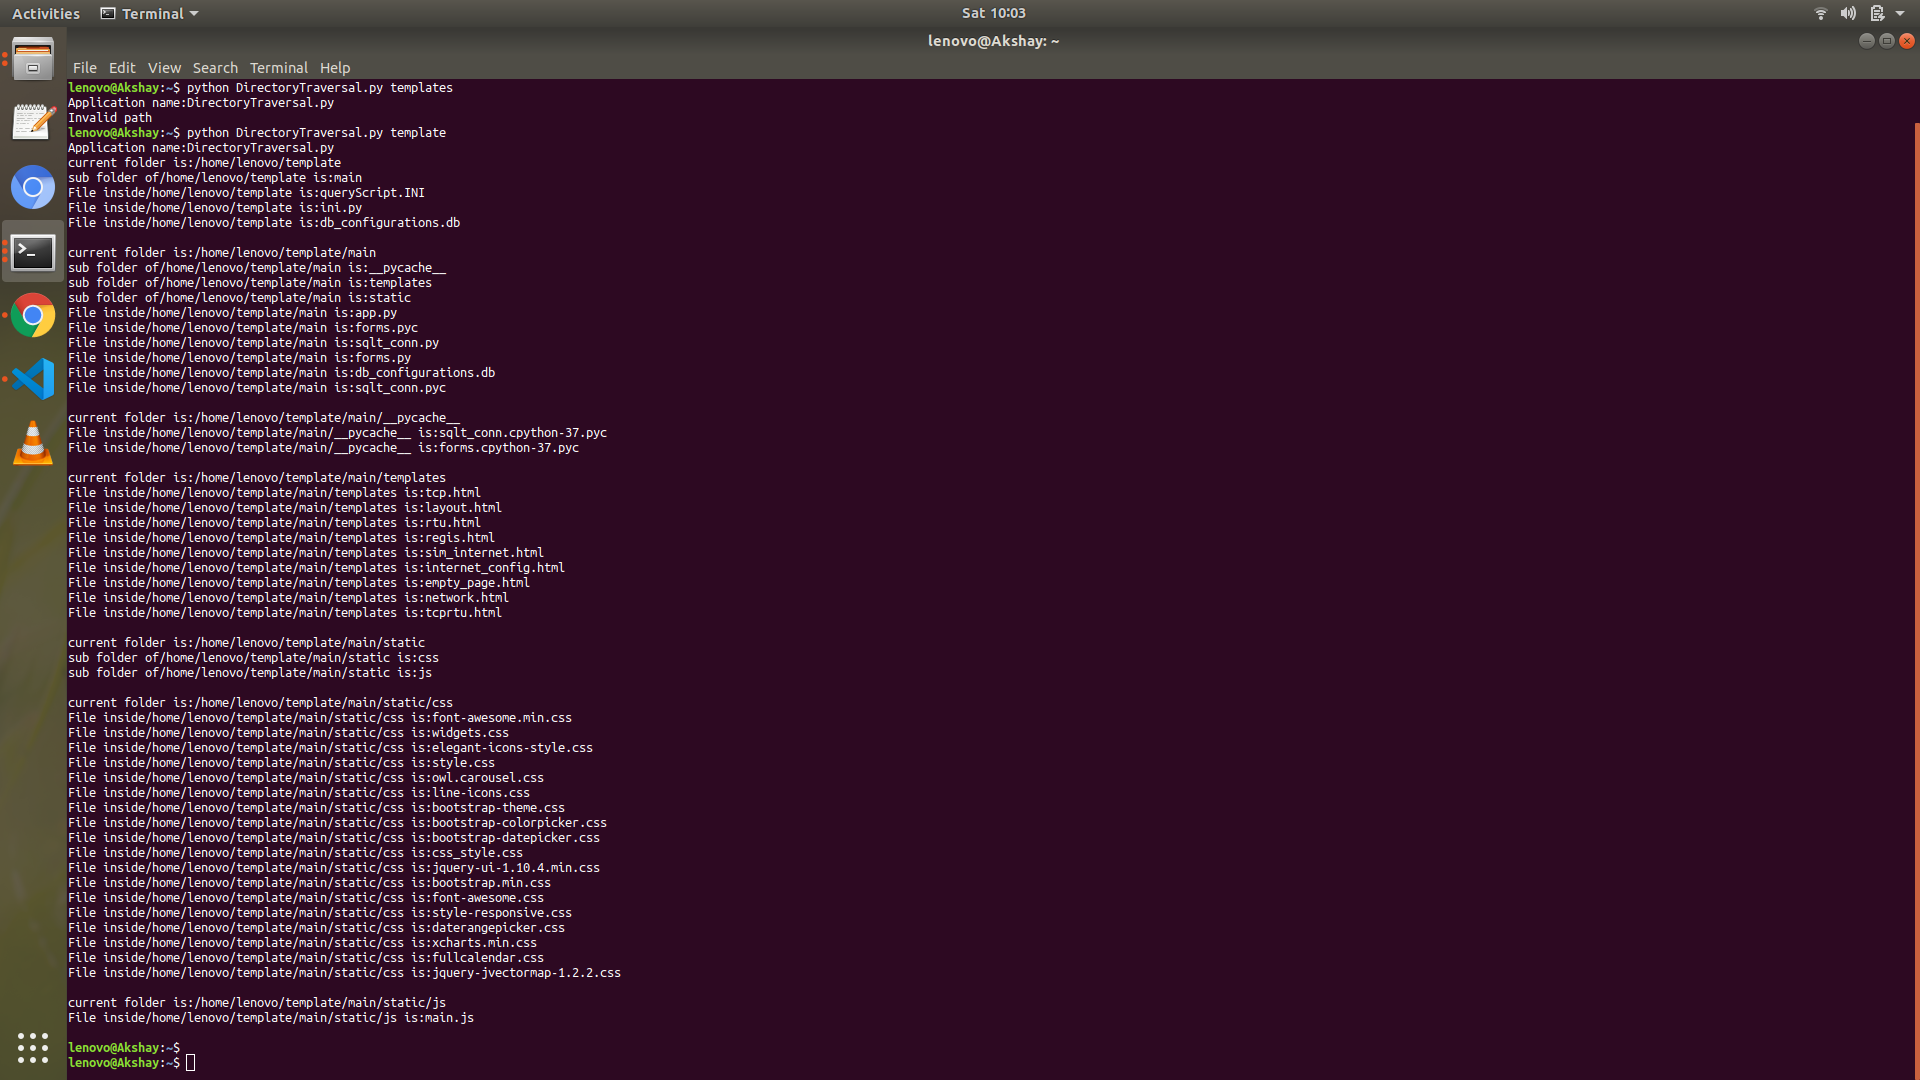 Activities
Terminal
Sat 10:03
lenovo@Akshay: ~
File Edit View Search Terminal Help
lenovo@Akshay:~$ python DirectoryTraversal.py templates
Application name:DirectoryTraversal.py
Invalid path
lenovo@Akshay:~$ python DirectoryTraversal.py template
Application name:DirectoryTraversal.py
current folder is:/home/lenovo/template
sub folder of/home/lenovo/template is:main
File inside/home/lenovo/template is:queryScript.INI
File inside/home/lenovo/template is:ini.py
File inside/home/lenovo/template is:db_configurations.db
current folder is:/home/lenovo/template/main
sub folder of/home/lenovo/template/main is:__pycache__
sub folder of/home/lenovo/template/main is:templates
sub folder of/home/lenovo/template/main is:static
File inside/home/lenovo/template/main is:app.py
File inside/home/lenovo/template/main is:forms.pyc
File inside/home/lenovo/template/main is:sqlt_conn.py
File inside/home/lenovo/template/main is:forms.py
File inside/home/lenovo/template/main is:db_configurations.db
File inside/home/lenovo/template/main is:sqlt_conn.pyc
current folder is:/home/lenovo/template/main/__pycache__
File inside/home/lenovo/template/main/__pycache__ is:sqlt_conn.cpython-37.pyc
File inside/home/lenovo/template/main/__pycache__ is:forms.cpython-37.pyc
current folder is:/home/lenovo/template/main/templates
File inside/home/lenovo/template/main/templates is:tcp.html
File inside/home/lenovo/template/main/templates is:layout.html
File inside/home/lenovo/template/main/templates is:rtu.html
File inside/home/lenovo/template/main/templates is:regis.html
File inside/home/lenovo/template/main/templates is:sim_internet.html
File inside/home/lenovo/template/main/templates is:internet_config.html
File inside/home/lenovo/template/main/templates is:empty_page.html
File inside/home/lenovo/template/main/templates is:network.html
File inside/home/lenovo/template/main/templates is:tcprtu.html
current folder is:/home/lenovo/template/main/static
sub folder of/home/lenovo/template/main/static is:css
sub folder of/home/lenovo/template/main/static is:js
current folder is:/home/lenovo/template/main/static/css
File inside/home/lenovo/template/main/static/css is:font-awesome.min.css
File inside/home/lenovo/template/main/static/css is:widgets.css
File inside/home/lenovo/template/main/static/css is:elegant-icons-style.css
File inside/home/lenovo/template/main/static/css is:style.css
File inside/home/lenovo/template/main/static/css is:owl.carousel.css
File inside/home/lenovo/template/main/static/css is:line-icons.css
File inside/home/lenovo/template/main/static/css is:bootstrap-theme.css
File inside/home/lenovo/template/main/static/css is:bootstrap-colorpicker.css
File inside/home/lenovo/template/main/static/css is:bootstrap-datepicker.css
File inside/home/lenovo/template/main/static/css is:css_style.css
File inside/home/lenovo/template/main/static/css is:jquery-ui-1.10.4.min.css
File inside/home/lenovo/template/main/static/css is:bootstrap.min.css
File inside/home/lenovo/template/main/static/css is:font-awesome.css
File inside/home/lenovo/template/main/static/css is:style-responsive.css
File inside/home/lenovo/template/main/static/css is:daterangepicker.css
File inside/home/lenovo/template/main/static/css is:xcharts.min.css
File inside/home/lenovo/template/main/static/css is:fullcalendar.css
File inside/home/lenovo/template/main/static/css is:jquery-jvectormap-1.2.2.css
current folder is:/home/lenovo/template/main/static/js
File inside/home/lenovo/template/main/static/js is:main.js
lenovo@Akshay:~$
lenovo@Akshay:~$